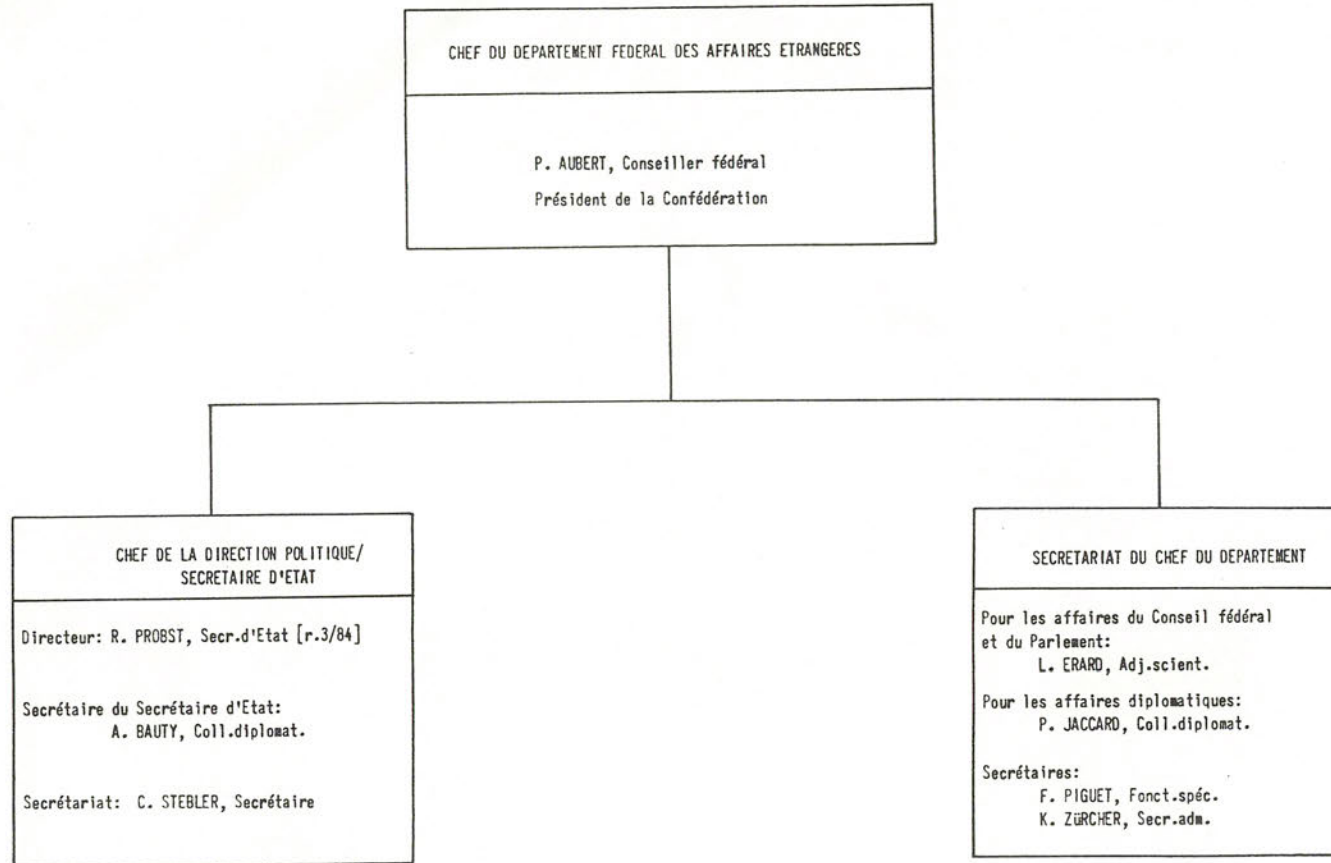 CHEF DU DEPARTEMENT FEDERAL DES AFFAIRES ETRANGERES
P. AUBERT, Conseiller fédéral
Président de la Confédération
CHEF DE LA DIRECTION POLITIQUE/
SECRETAIRE D'ETAT
Directeur: R. PROBST, Secr.d'Etat [r.3/84]
Secrétaire du Secrétaire d'Etat:
A. BAUTY, Coll.diplomat.
Secrétariat: C. STEBLER, Secrétaire
SECRETARIAT DU CHEF DU DEPARTEMENT
Pour les affaires du Conseil fédéral
et du Parlement:
L. ERARD, Adj.scient.
Pour les affaires diplomatiques:
P. JACCARD, Coll.diplomat.
Secrétaires:
F. PIGUET, Fonct.spéc.
K. ZüRCHER, Secr.adm.